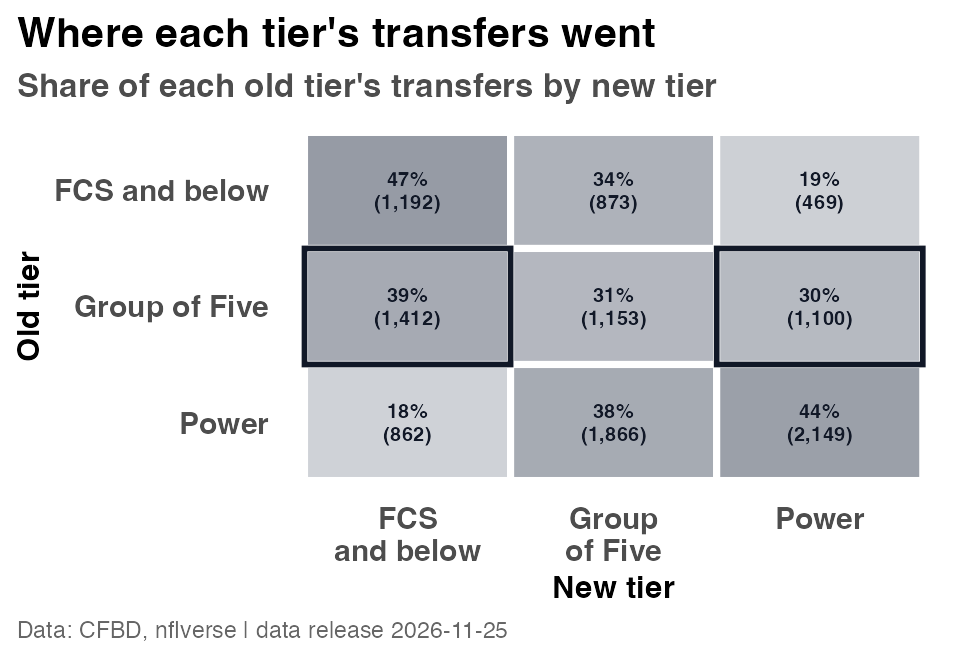 Where each tier's transfers went
Share of each old tier's transfers by new tier
Old tier
FCS and below
47%
(1,192)
34%
(873)
19%
(469)
Group of Five
39%
(1,412)
31%
(1,153)
30%
(1,100)
Power
18%
(862)
38%
(1,866)
44%
(2,149)
FCS
and below
Group
of Five
Power
New tier
Data: CFBD, nflverse | data release 2026-11-25